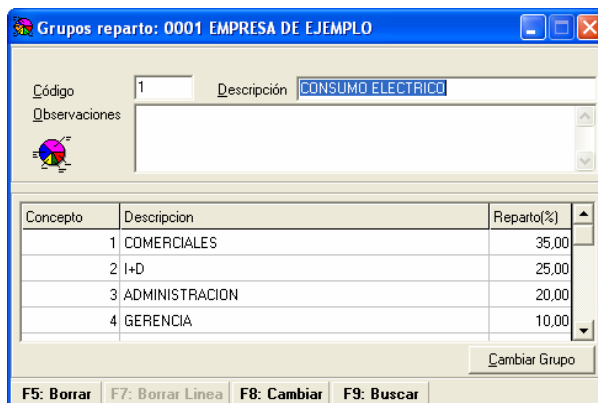 Grupos reparto: 0001 EMPRESA DE EJEMPLO
Código 1 Descripción CONSUMO ELECTRICO
Observaciones
Concepto Descripcion Reparto(%)
1 COMERCIALES 35,00
2 I+D 25,00
3 ADMINISTRACION 20,00
4 GERENCIA 10,00
Cambiar Grupo
F5: Borrar F7: Borrar Linea F8: Cambiar F9: Buscar